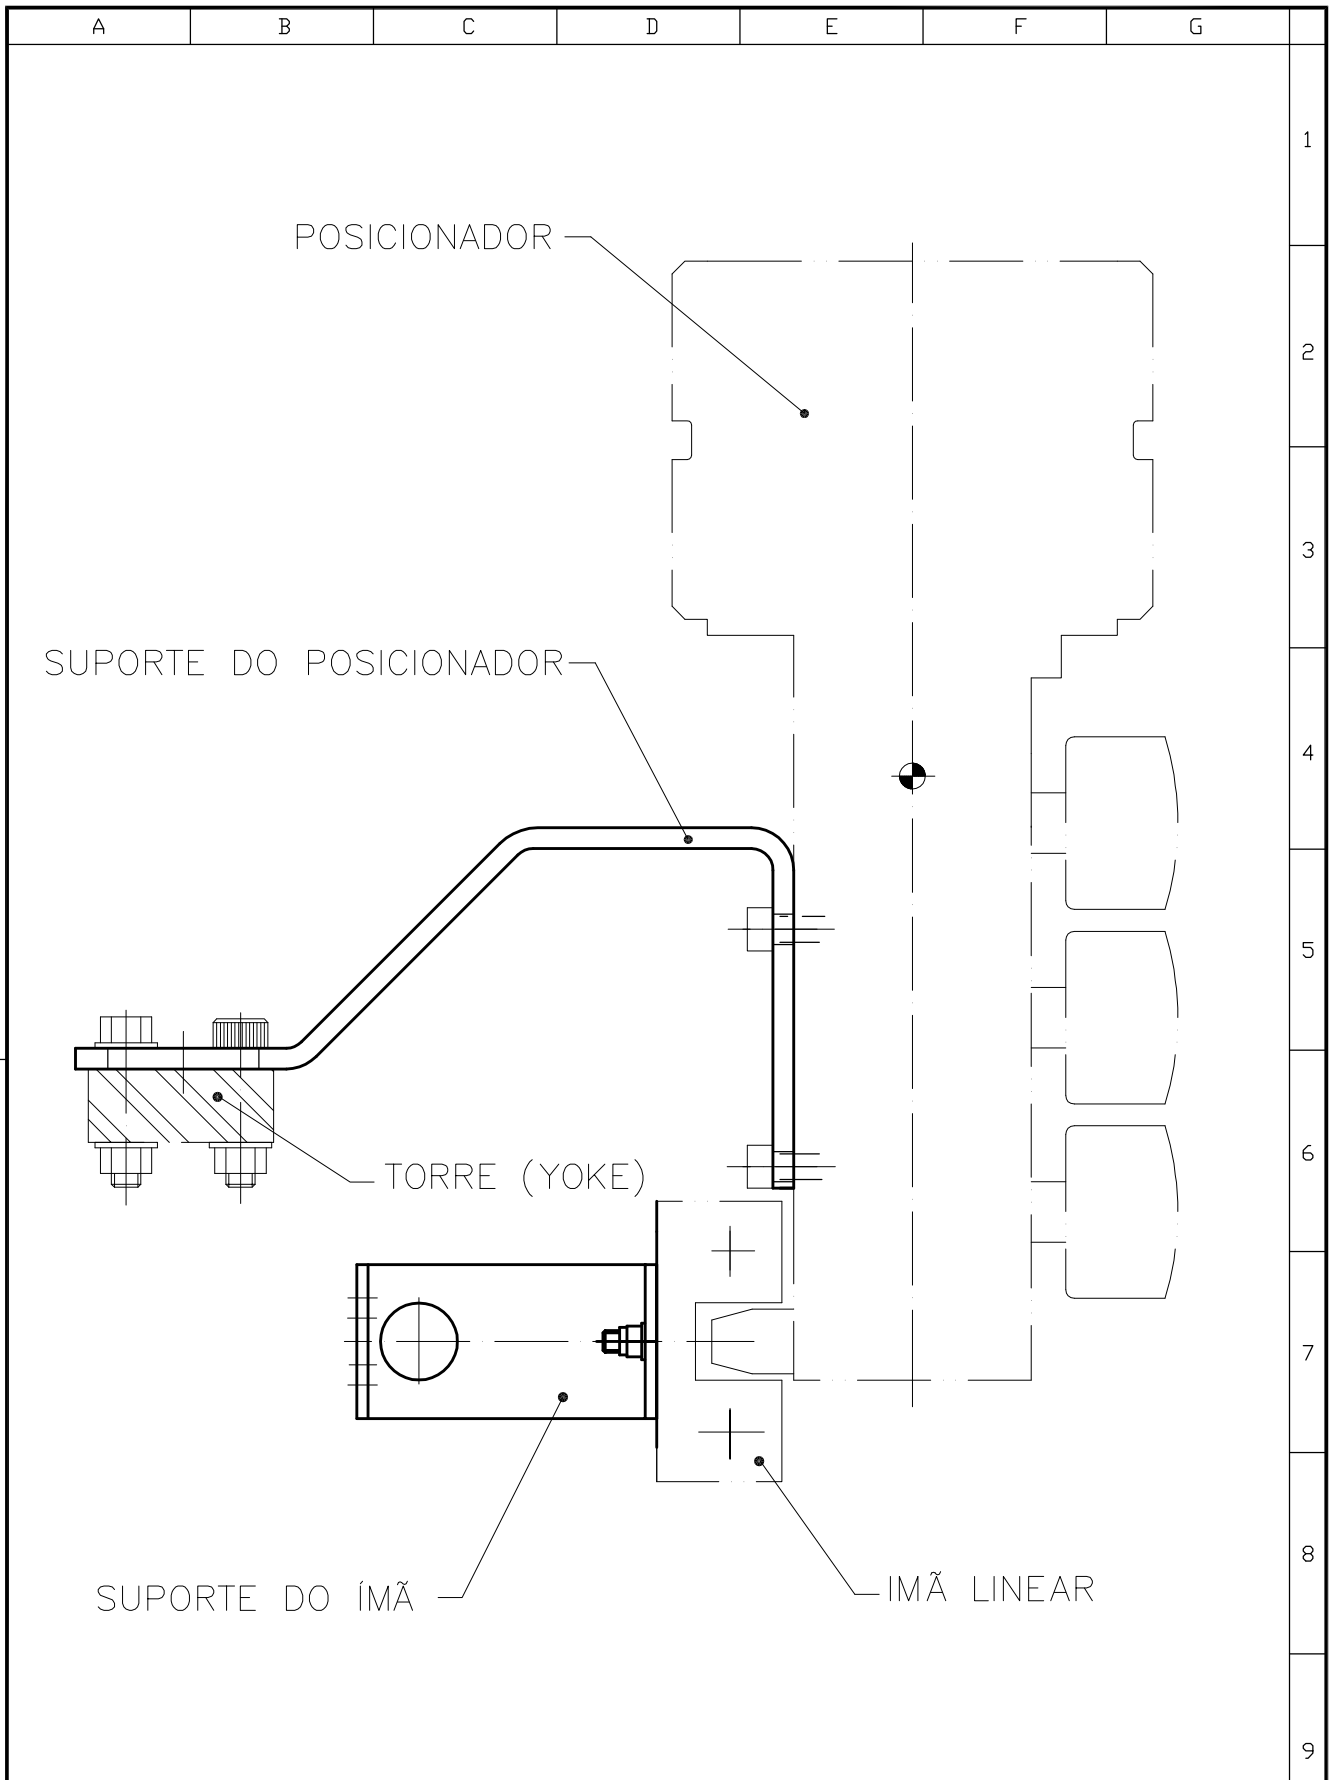 A B C D E F G
1
POSICIONADOR
2
3
SUPORTE DO POSICIONADOR
4
5
TORRE (YOKE)
6
7
8
SUPORTE DO ÍMÃ
IMÃ LINEAR
9